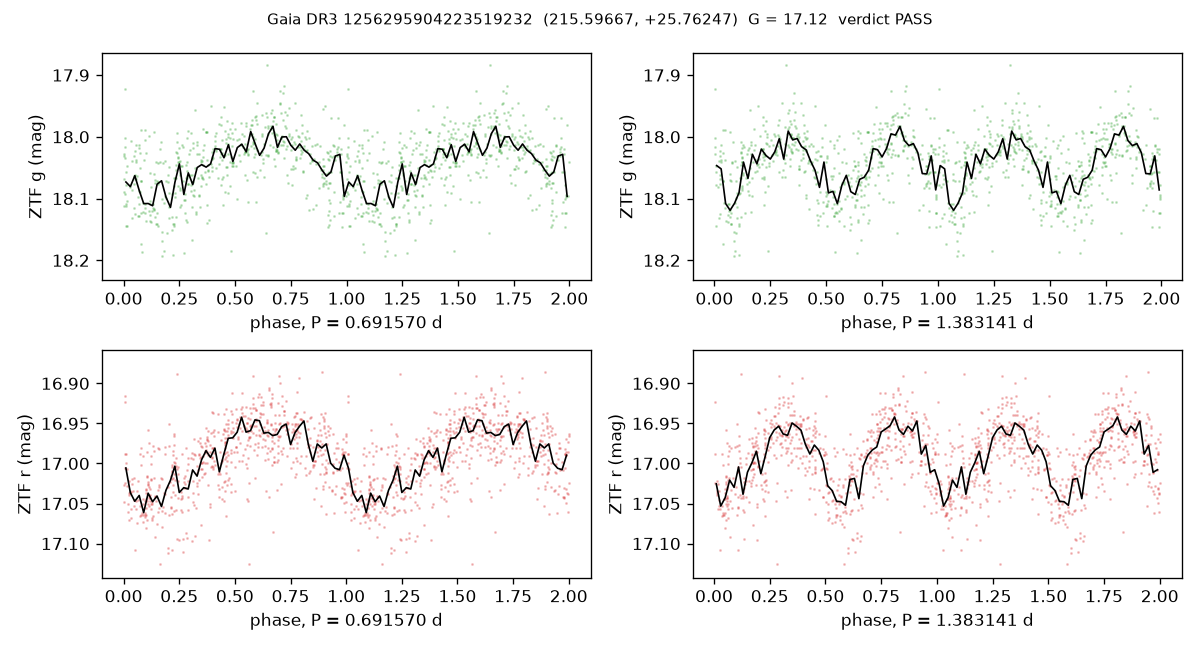 Gaia DR3 1256295904223519232 (215.59667, +25.76247) G = 17.12 verdict PASS
ZTF g (mag)
17.9
18.0
18.1
18.2
0.00 0.25 0.50 0.75 1.00 1.25 1.50 1.75 2.00
phase, P = 0.691570 d
ZTF g (mag)
17.9
18.0
18.1
18.2
0.00 0.25 0.50 0.75 1.00 1.25 1.50 1.75 2.00
phase, P = 1.383141 d
ZTF r (mag)
16.90
16.95
17.00
17.05
17.10
0.00 0.25 0.50 0.75 1.00 1.25 1.50 1.75 2.00
phase, P = 0.691570 d
ZTF r (mag)
16.90
16.95
17.00
17.05
17.10
0.00 0.25 0.50 0.75 1.00 1.25 1.50 1.75 2.00
phase, P = 1.383141 d